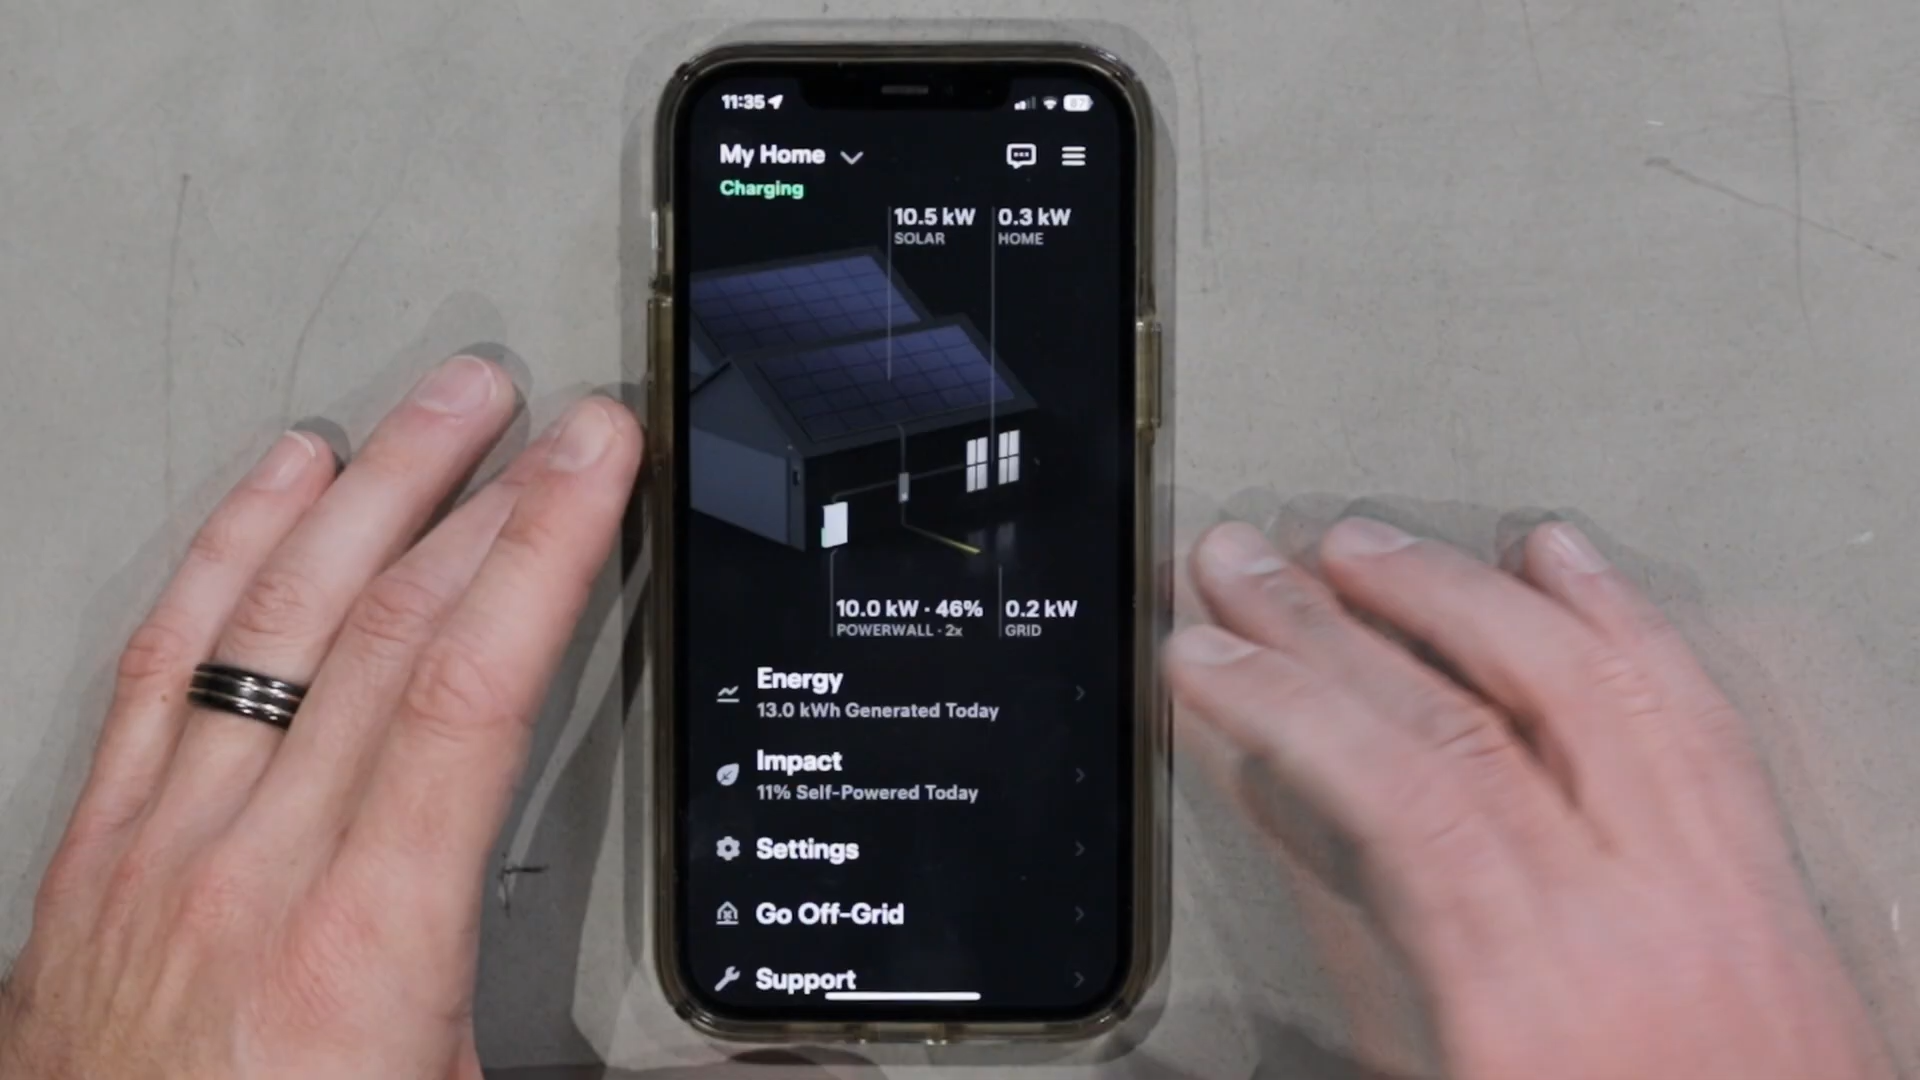 11:35
87
My Home
Charging
10.5 kW
SOLAR
0.3 kW
HOME
10.0 kW · 46%
POWERWALL · 2x
0.2 kW
GRID
Energy
13.0 kWh Generated Today
Impact
11% Self-Powered Today
Settings
Go Off-Grid
Support